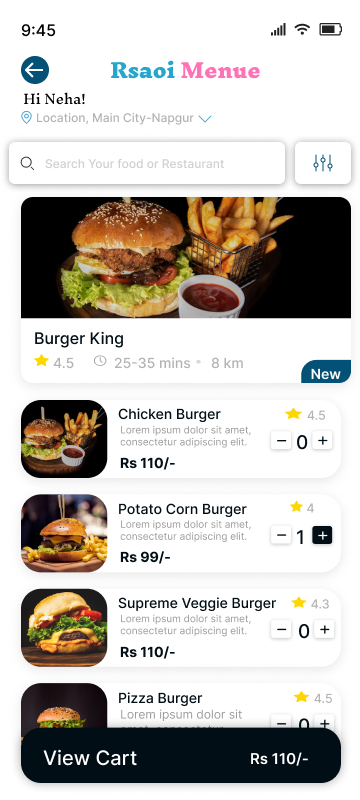 9:45
Rsaoi Menue
Hi Neha!
Location, Main City-Napgur
Search Your food or Restaurant
Burger King
4.5 25-35 mins • 8 km
New
Chicken Burger 4.5
Lorem ipsum dolor sit amet,
consectetur adipiscing elit.
− 0 +
Rs 110/-
Potato Corn Burger 4
Lorem ipsum dolor sit amet,
consectetur adipiscing elit.
− 1 +
Rs 99/-
Supreme Veggie Burger 4.3
Lorem ipsum dolor sit amet,
consectetur adipiscing elit.
− 0 +
Rs 110/-
Pizza Burger 4.5
Lorem ipsum dolor sit
− 0 +
View Cart Rs 110/-